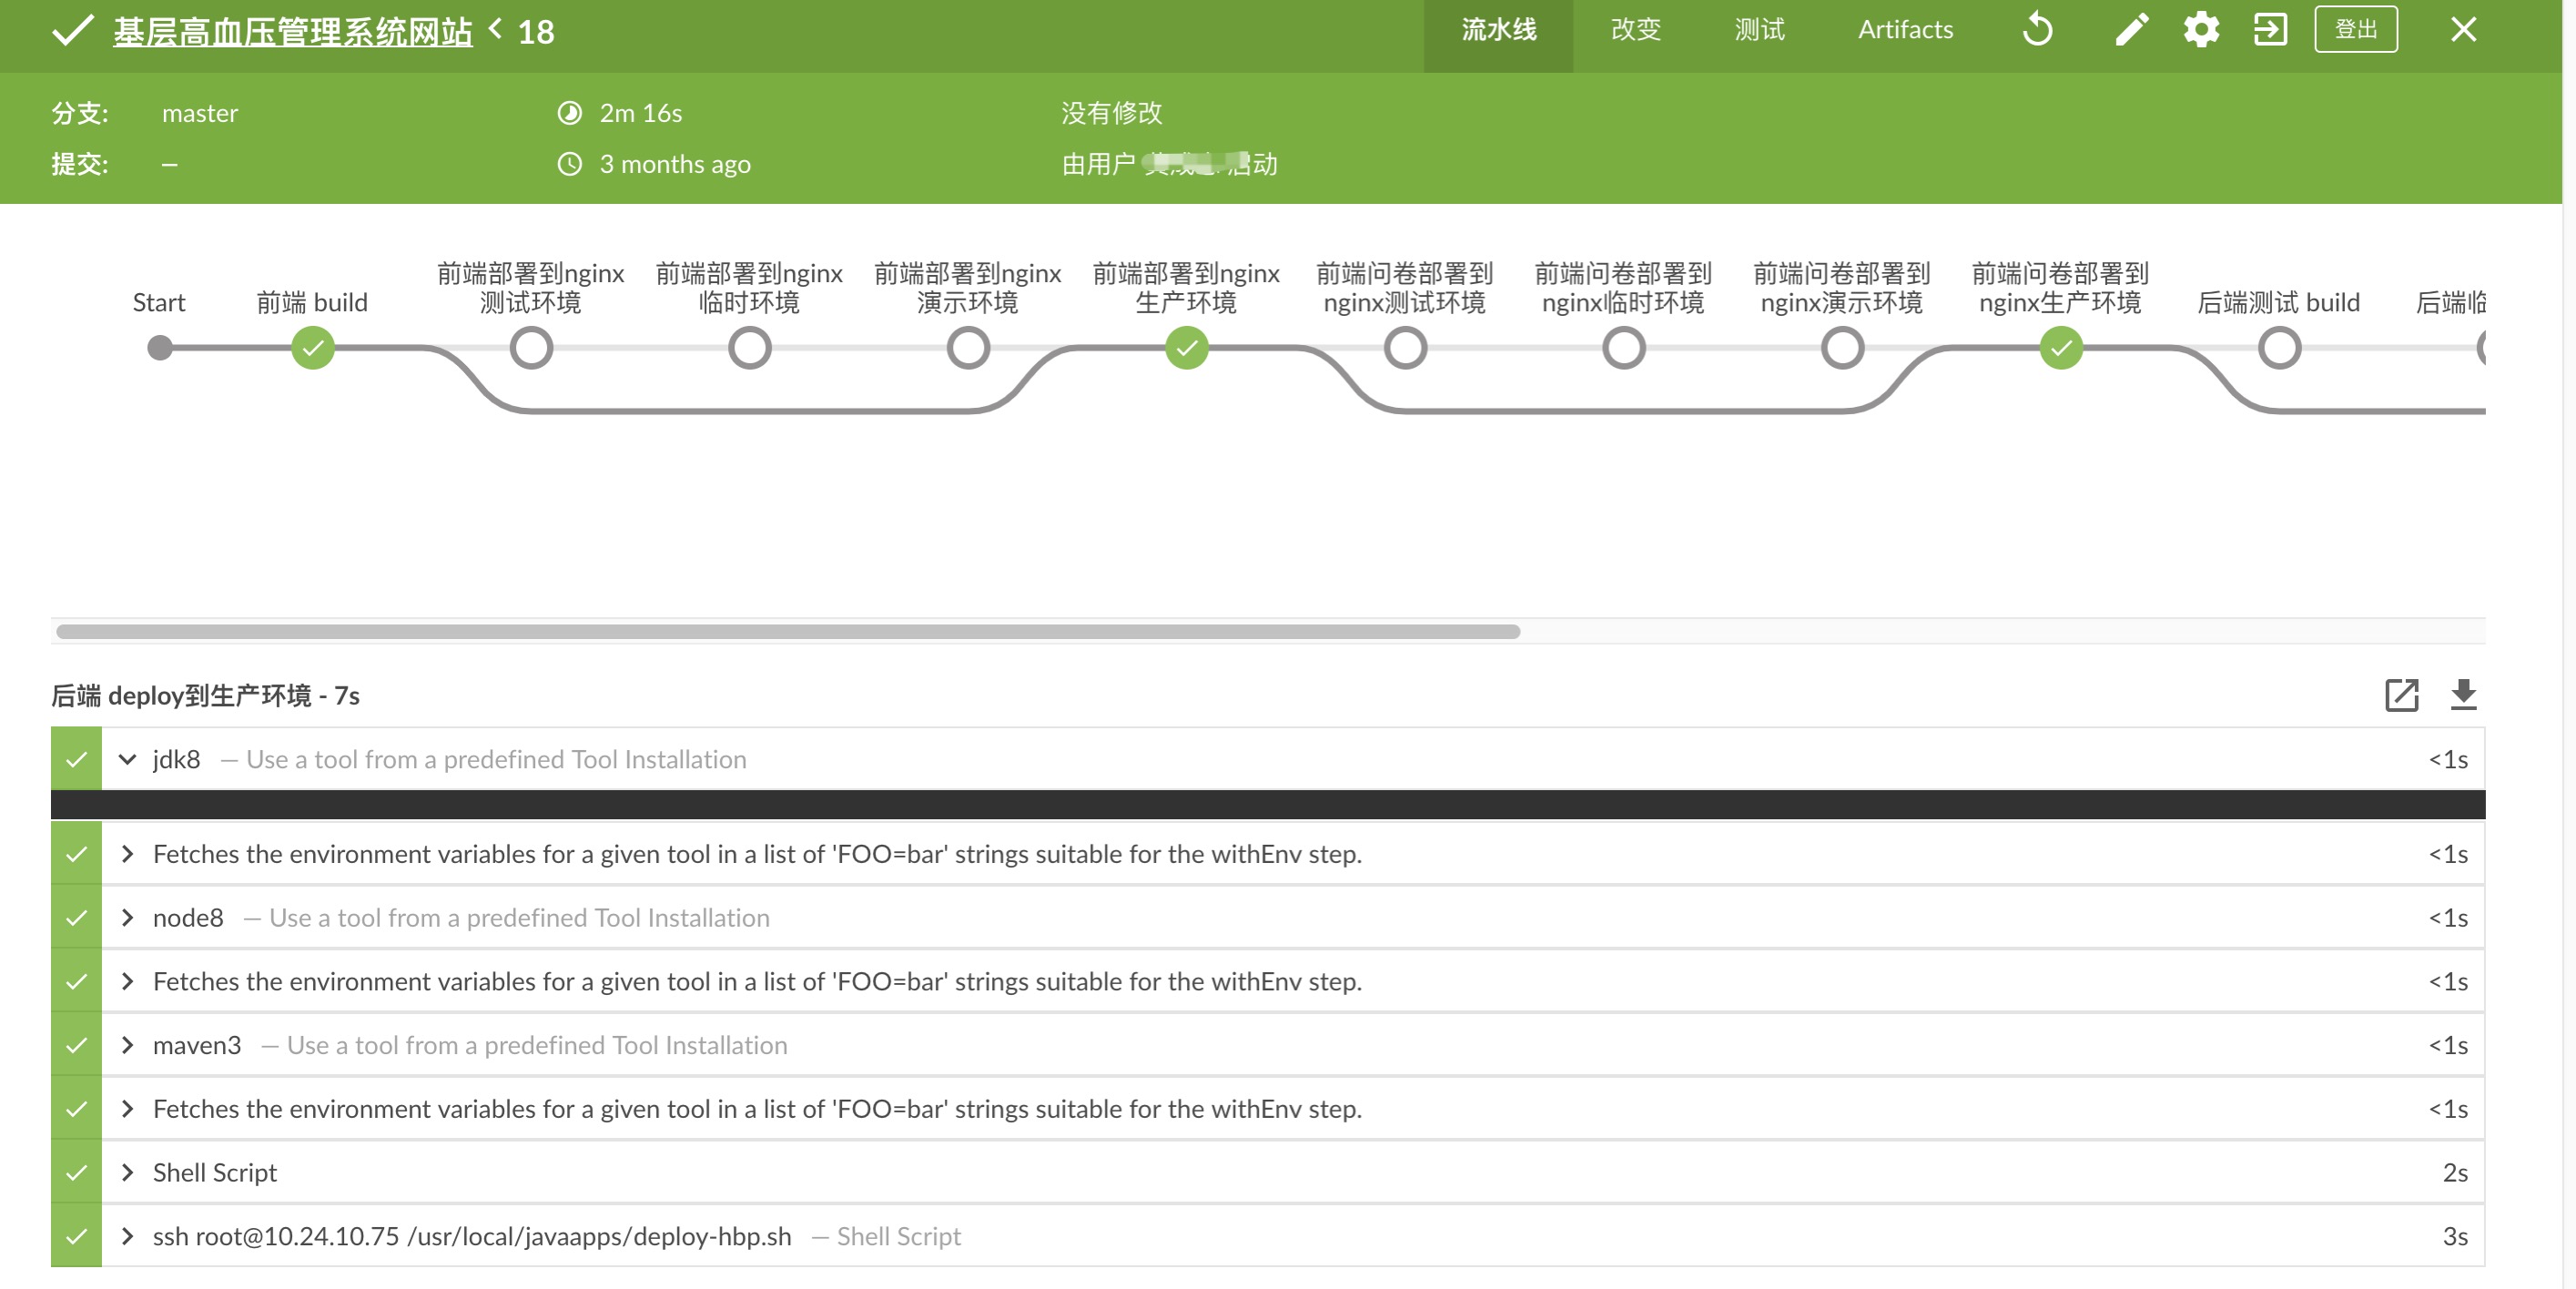 基层高血压管理系统网站 < 18
流水线 改变 测试 Artifacts 登出
分支: master 2m 16s 没有修改
提交: — 3 months ago 由用户 启动
Start
前端 build
前端部署到nginx
测试环境
前端部署到nginx
临时环境
前端部署到nginx
演示环境
前端部署到nginx
生产环境
前端问卷部署到
nginx测试环境
前端问卷部署到
nginx临时环境
前端问卷部署到
nginx演示环境
前端问卷部署到
nginx生产环境
后端测试 build
后端临
后端 deploy到生产环境 - 7s
jdk8 — Use a tool from a predefined Tool Installation <1s
Fetches the environment variables for a given tool in a list of 'FOO=bar' strings suitable for the withEnv step. <1s
node8 — Use a tool from a predefined Tool Installation <1s
Fetches the environment variables for a given tool in a list of 'FOO=bar' strings suitable for the withEnv step. <1s
maven3 — Use a tool from a predefined Tool Installation <1s
Fetches the environment variables for a given tool in a list of 'FOO=bar' strings suitable for the withEnv step. <1s
Shell Script 2s
ssh root@10.24.10.75 /usr/local/javaapps/deploy-hbp.sh — Shell Script 3s